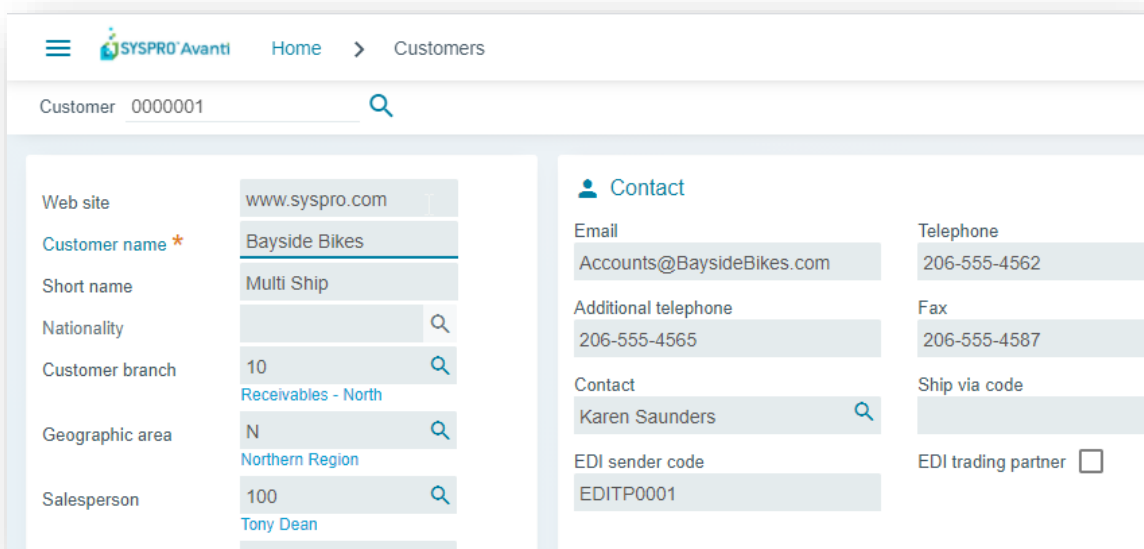 SYSPRO Avanti Home > Customers
Customer 0000001
Web site www.syspro.com
Customer name * Bayside Bikes
Short name Multi Ship
Nationality
Customer branch 10
Receivables - North
Geographic area N
Northern Region
Salesperson 100
Tony Dean
Contact
Email Telephone
Accounts@BaysideBikes.com 206-555-4562
Additional telephone Fax
206-555-4565 206-555-4587
Contact Ship via code
Karen Saunders
EDI sender code EDI trading partner
EDITP0001